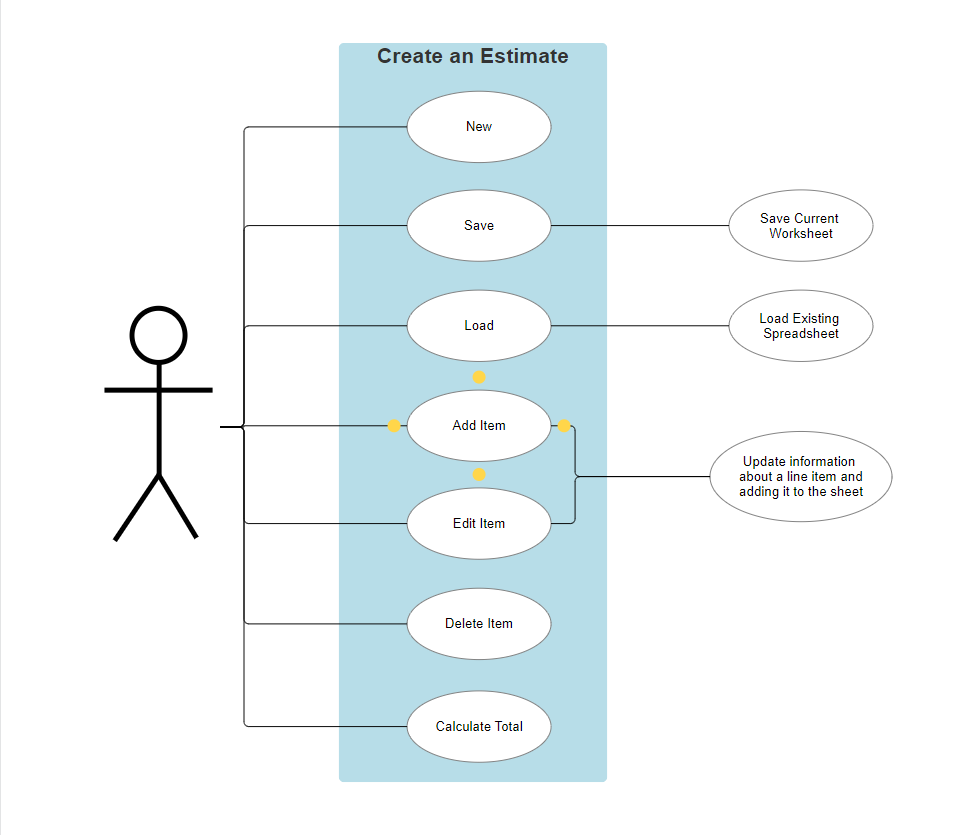 Create an Estimate
New
Save
Save Current
Worksheet
Load
Load Existing
Spreadsheet
Add Item
Update information
about a line item and
adding it to the sheet
Edit Item
Delete Item
Calculate Total